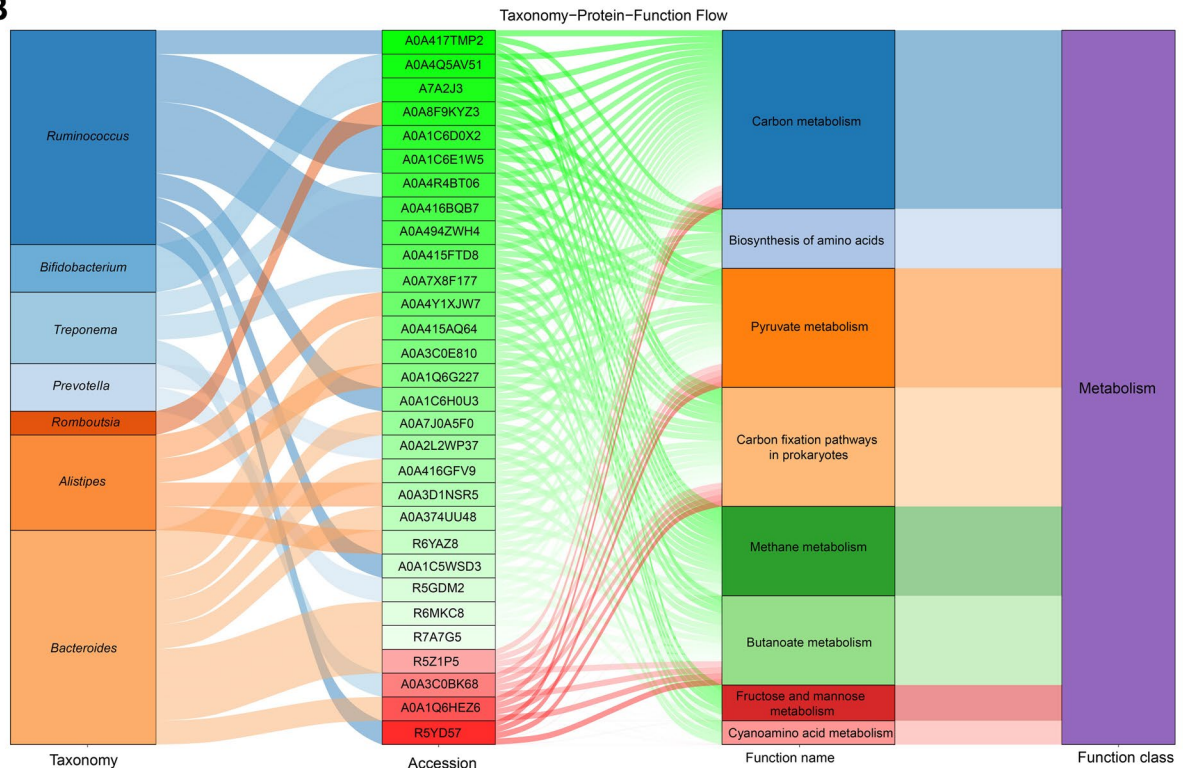 B
Taxonomy−Protein−Function Flow
Ruminococcus
Bifidobacterium
Treponema
Prevotella
Romboutsia
Alistipes
Bacteroides
Taxonomy
A0A417TMP2
A0A4Q5AV51
A7A2J3
A0A8F9KYZ3
A0A1C6D0X2
A0A1C6E1W5
A0A4R4BT06
A0A416BQB7
A0A494ZWH4
A0A415FTD8
A0A7X8F177
A0A4Y1XJW7
A0A415AQ64
A0A3C0E810
A0A1Q6G227
A0A1C6H0U3
A0A7J0A5F0
A0A2L2WP37
A0A416GFV9
A0A3D1NSR5
A0A374UU48
R6YAZ8
A0A1C5WSD3
R5GDM2
R6MKC8
R7A7G5
R5Z1P5
A0A3C0BK68
A0A1Q6HEZ6
R5YD57
Accession
Carbon metabolism
Biosynthesis of amino acids
Pyruvate metabolism
Carbon fixation pathways
in prokaryotes
Methane metabolism
Butanoate metabolism
Fructose and mannose
metabolism
Cyanoamino acid metabolism
Function name
Metabolism
Function class